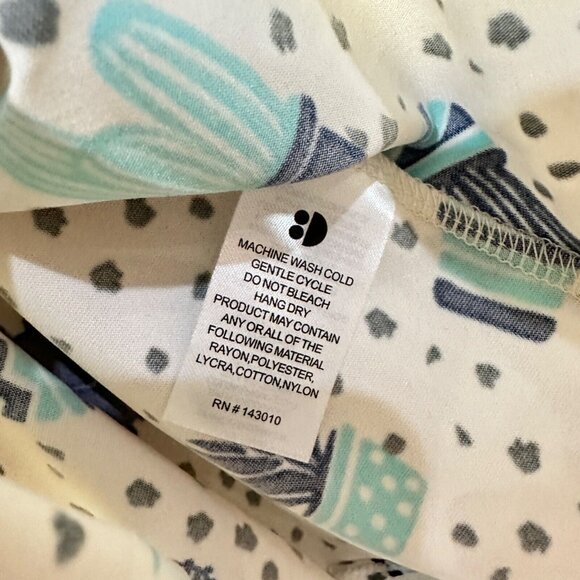 MACHINE WASH COLD
GENTLE CYCLE
DO NOT BLEACH
HANG DRY
PRODUCT MAY CONTAIN
ANY OR ALL OF THE
FOLLOWING MATERIAL
RAYON,POLYESTER,
LYCRA,COTTON,NYLON
RN # 143010